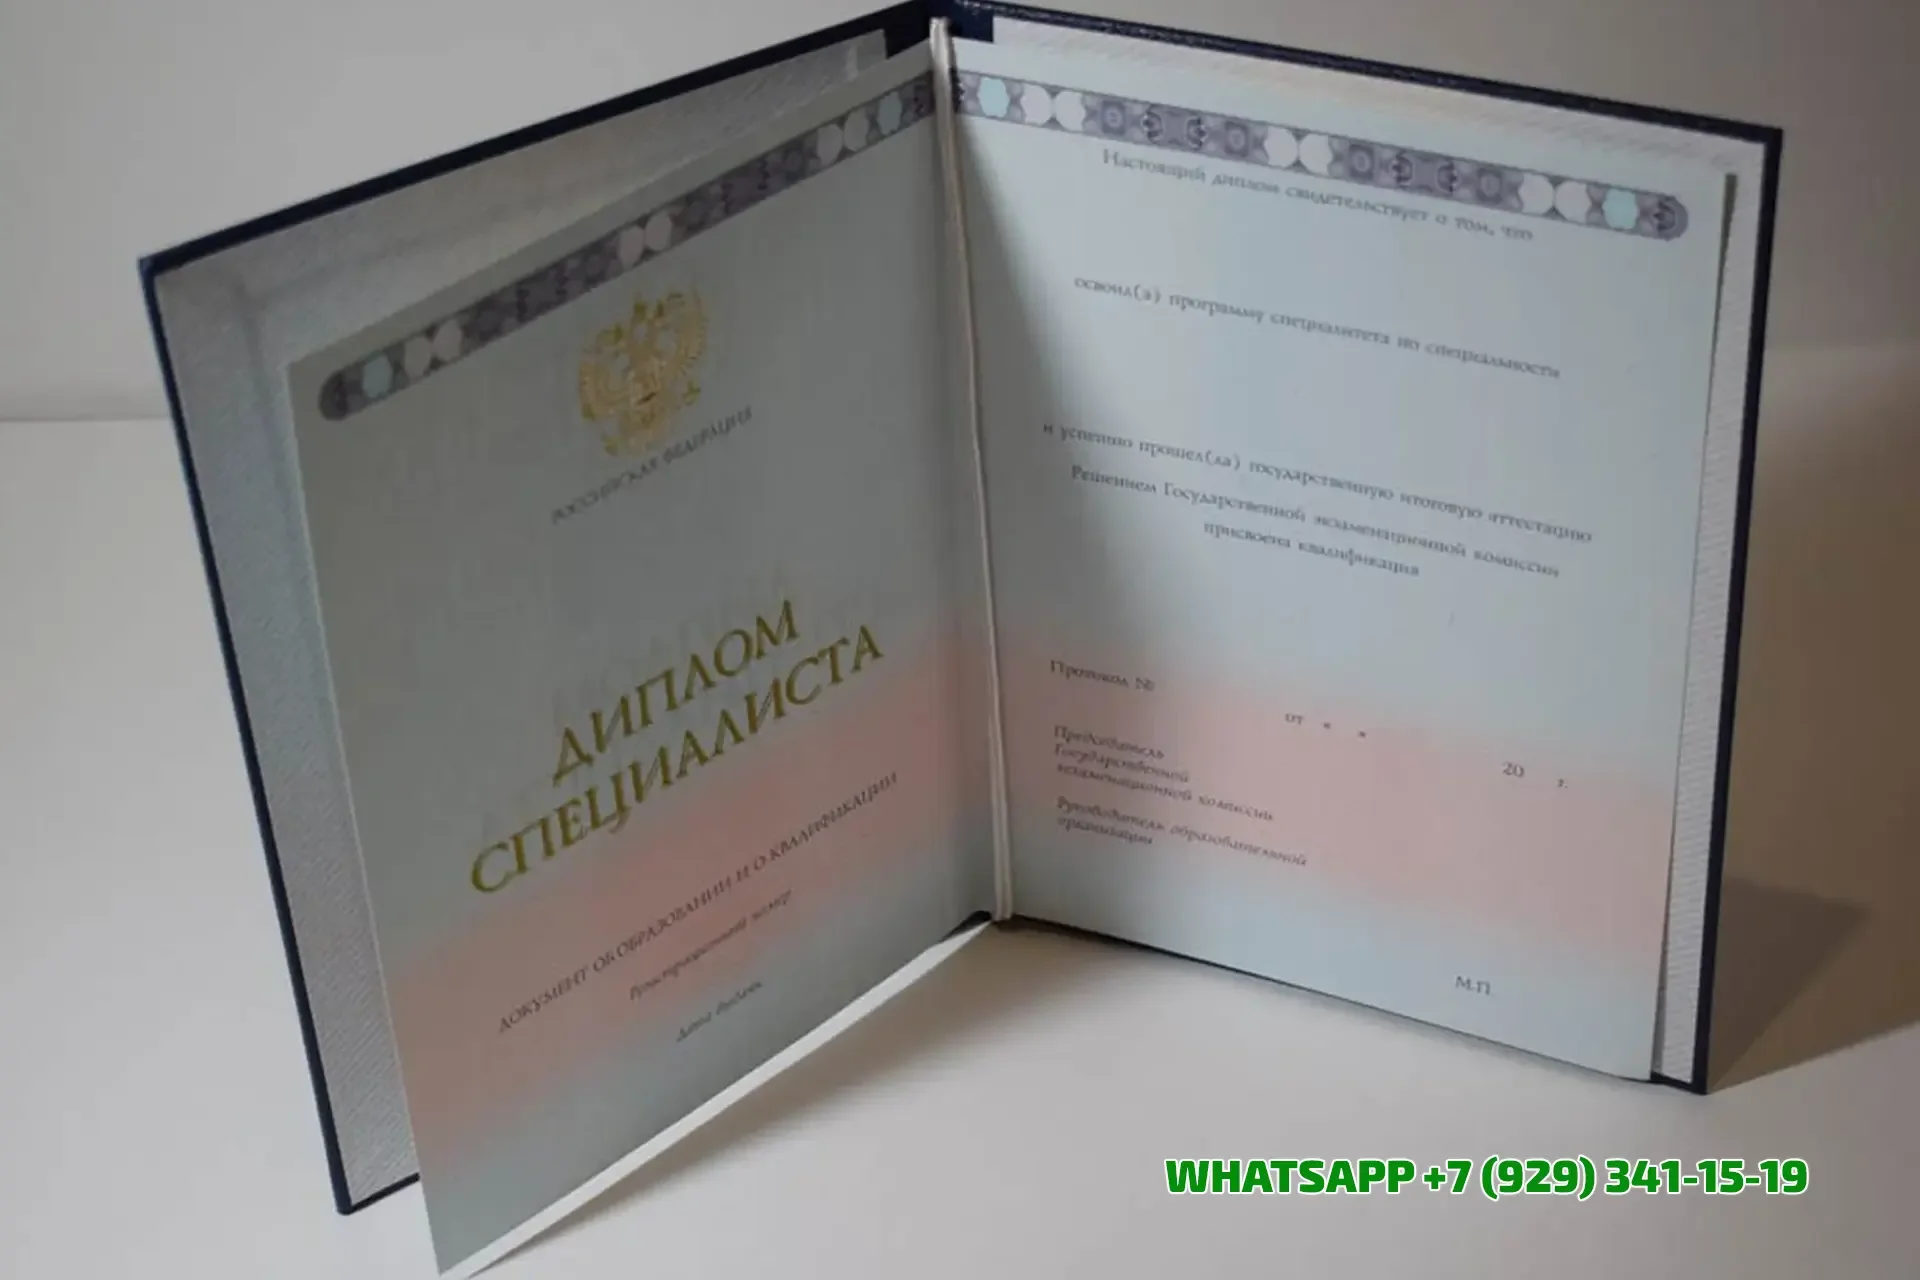 РОССИЙСКАЯ ФЕДЕРАЦИЯ
ДИПЛОМ
СПЕЦИАЛИСТА
ДОКУМЕНТ ОБ ОБРАЗОВАНИИ И О КВАЛИФИКАЦИИ
Регистрационный номер
Дата выдачи
Настоящий диплом свидетельствует о том, что
освоил(а) программу специалитета по специальности
и успешно прошел(ла) государственную итоговую аттестацию
Решением Государственной экзаменационной комиссии
присвоена квалификация
Протокол №
от « »
20 г.
Председатель
Государственной
экзаменационной комиссии
Руководитель образовательной
организации
М.П.
WHATSAPP +7 (929) 341-15-19